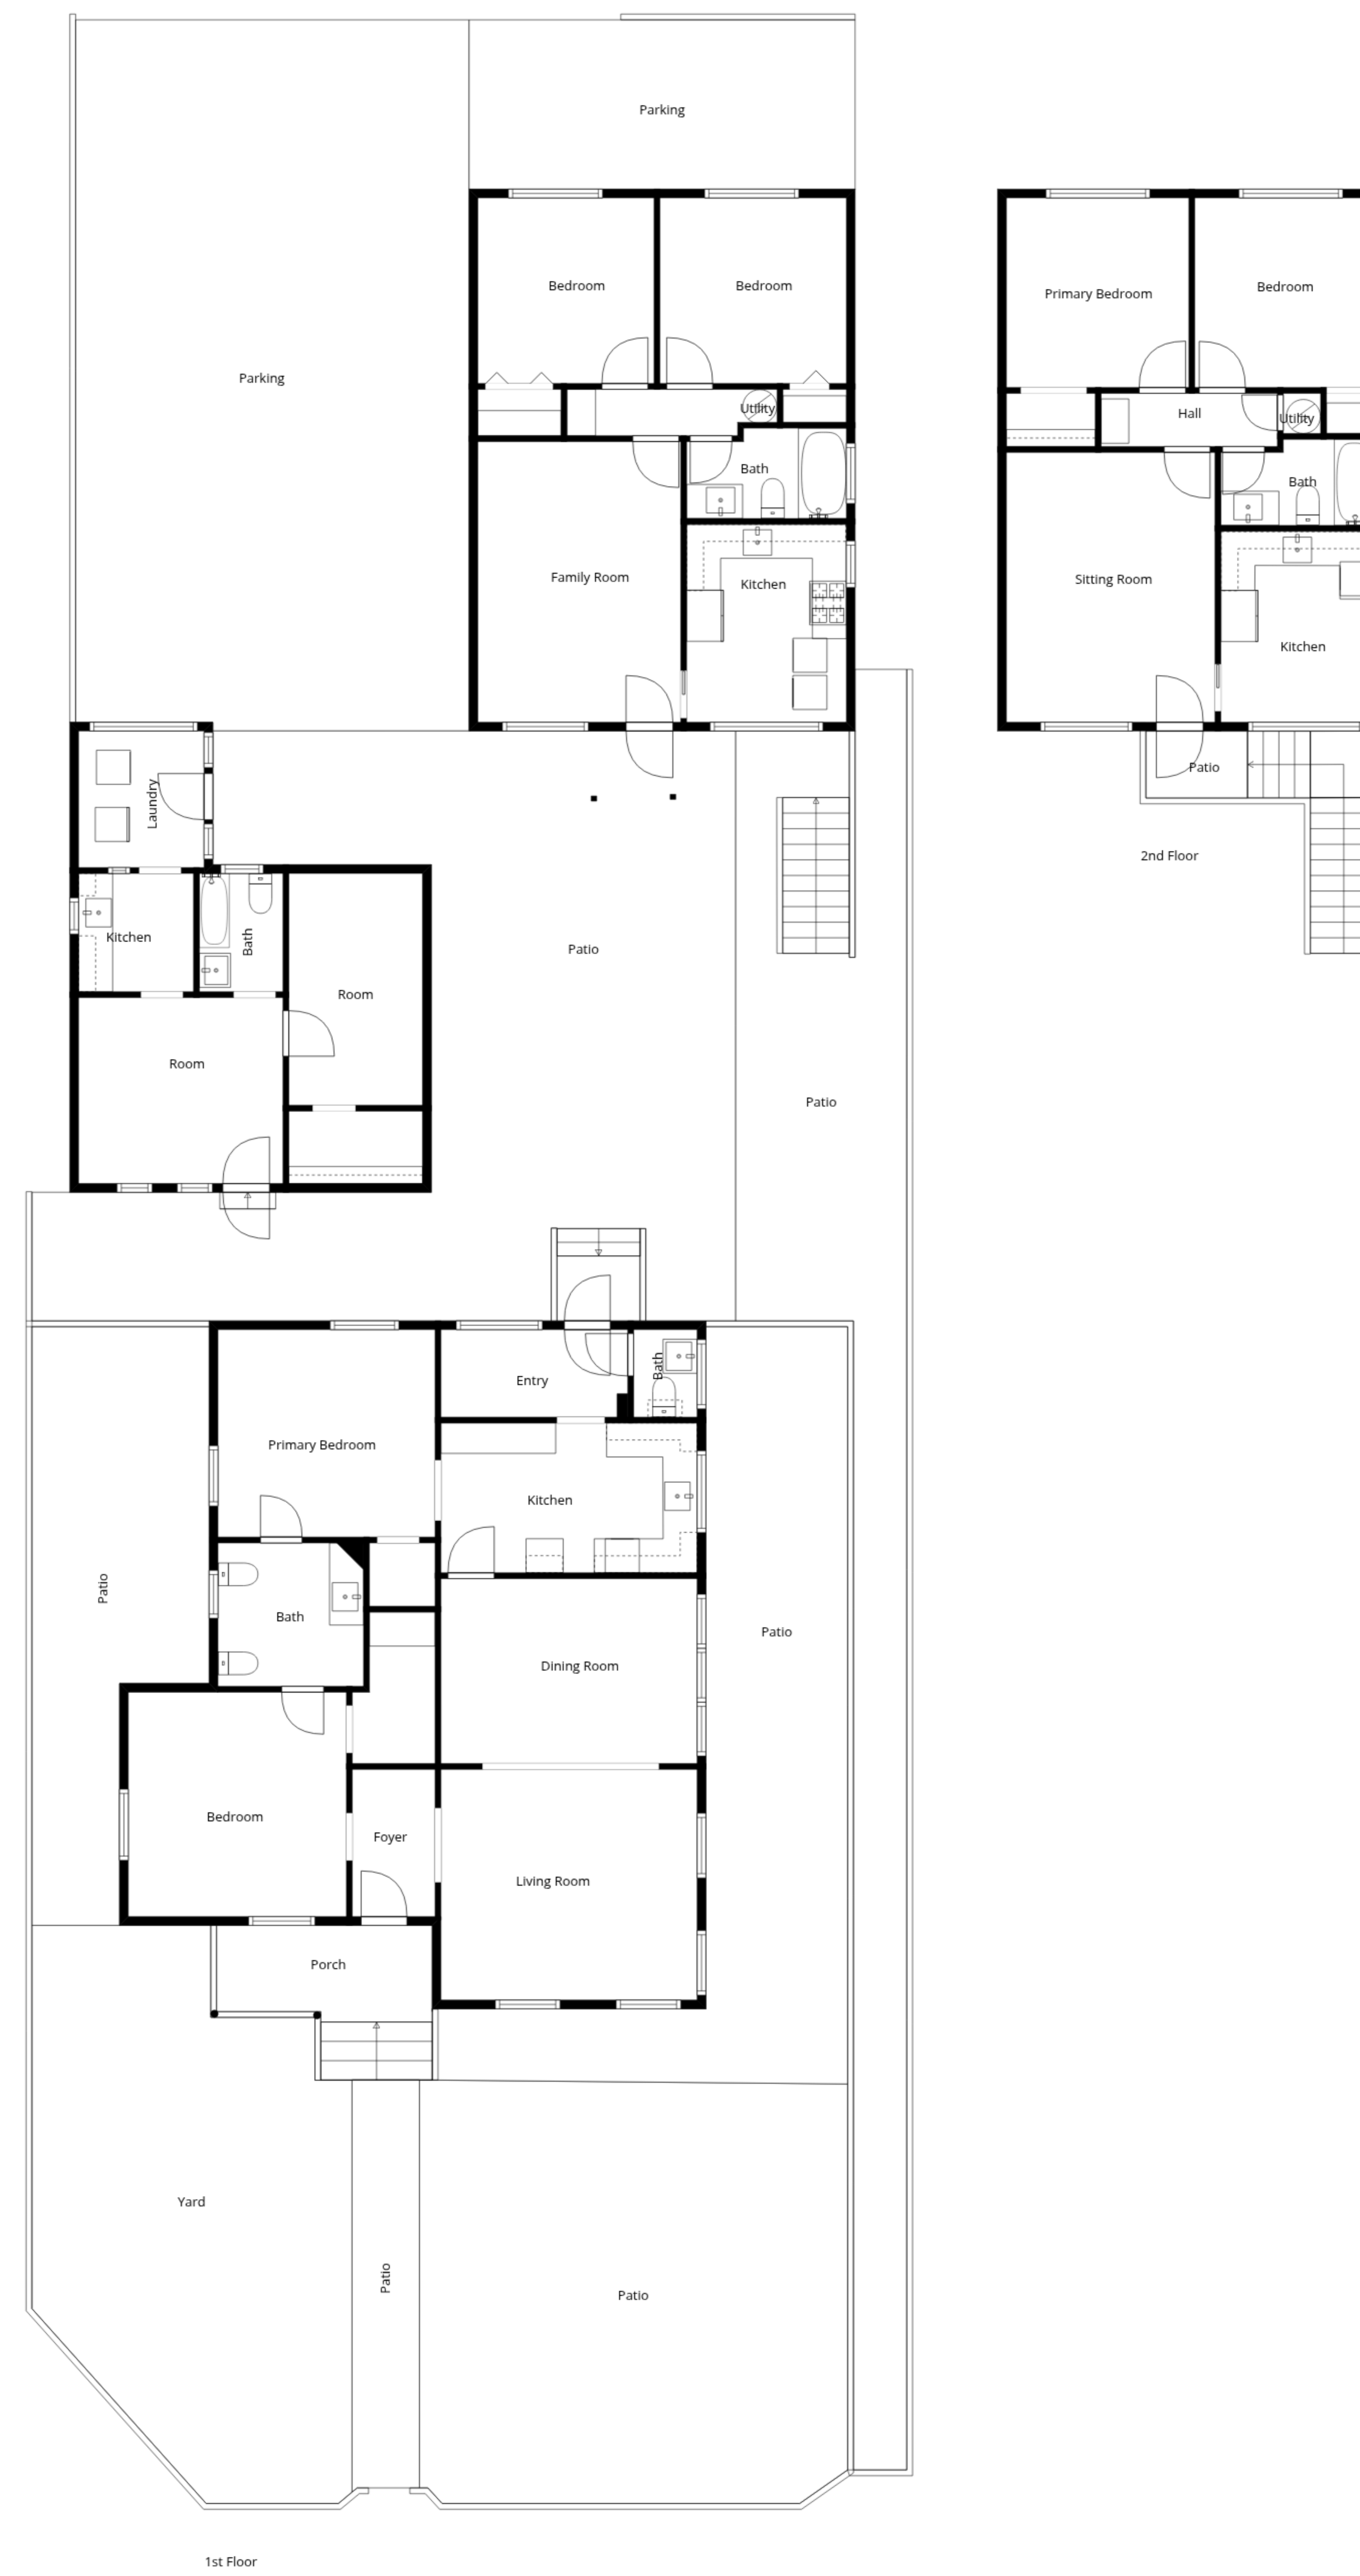 Parking
Parking
Bedroom
Bedroom
Utility
Bath
Family Room
Kitchen
Laundry
Kitchen
Bath
Room
Room
Patio
Patio
Entry
Bath
Primary Bedroom
Kitchen
Patio
Bath
Dining Room
Patio
Bedroom
Foyer
Living Room
Porch
Yard
Patio
Patio
1st Floor
Primary Bedroom
Bedroom
Hall
Utility
Bath
Sitting Room
Kitchen
Patio
2nd Floor